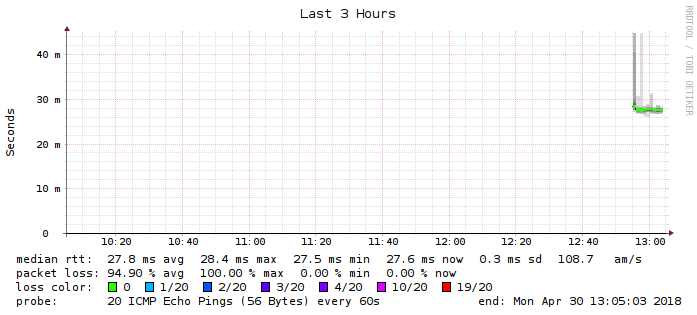 Last 3 Hours
RRDTOOL / TOBI OETIKER
Seconds
40 m
30 m
20 m
10 m
0
10:20 10:40 11:00 11:20 11:40 12:00 12:20 12:40 13:00
median rtt: 27.8 ms avg 28.4 ms max 27.5 ms min 27.6 ms now 0.3 ms sd 108.7 am/s
packet loss: 94.90 % avg 100.00 % max 0.00 % min 0.00 % now
loss color: 0 1/20 2/20 3/20 4/20 10/20 19/20
probe: 20 ICMP Echo Pings (56 Bytes) every 60s end: Mon Apr 30 13:05:03 2018